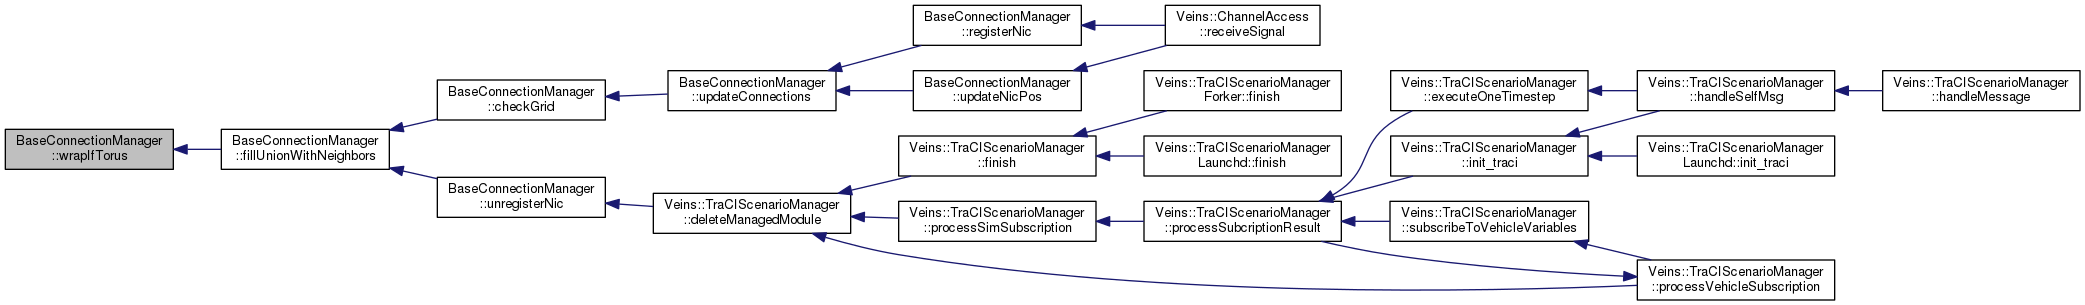 BaseConnectionManager
::wrapIfTorus
BaseConnectionManager
::fillUnionWithNeighbors
BaseConnectionManager
::checkGrid
BaseConnectionManager
::unregisterNic
BaseConnectionManager
::updateConnections
Veins::TraCIScenarioManager
::deleteManagedModule
BaseConnectionManager
::registerNic
BaseConnectionManager
::updateNicPos
Veins::TraCIScenarioManager
::finish
Veins::TraCIScenarioManager
::processSimSubscription
Veins::ChannelAccess
::receiveSignal
Veins::TraCIScenarioManager
Forker::finish
Veins::TraCIScenarioManager
Launchd::finish
Veins::TraCIScenarioManager
::processSubcriptionResult
Veins::TraCIScenarioManager
::executeOneTimestep
Veins::TraCIScenarioManager
::init_traci
Veins::TraCIScenarioManager
::subscribeToVehicleVariables
Veins::TraCIScenarioManager
::handleSelfMsg
Veins::TraCIScenarioManager
Launchd::init_traci
Veins::TraCIScenarioManager
::processVehicleSubscription
Veins::TraCIScenarioManager
::handleMessage